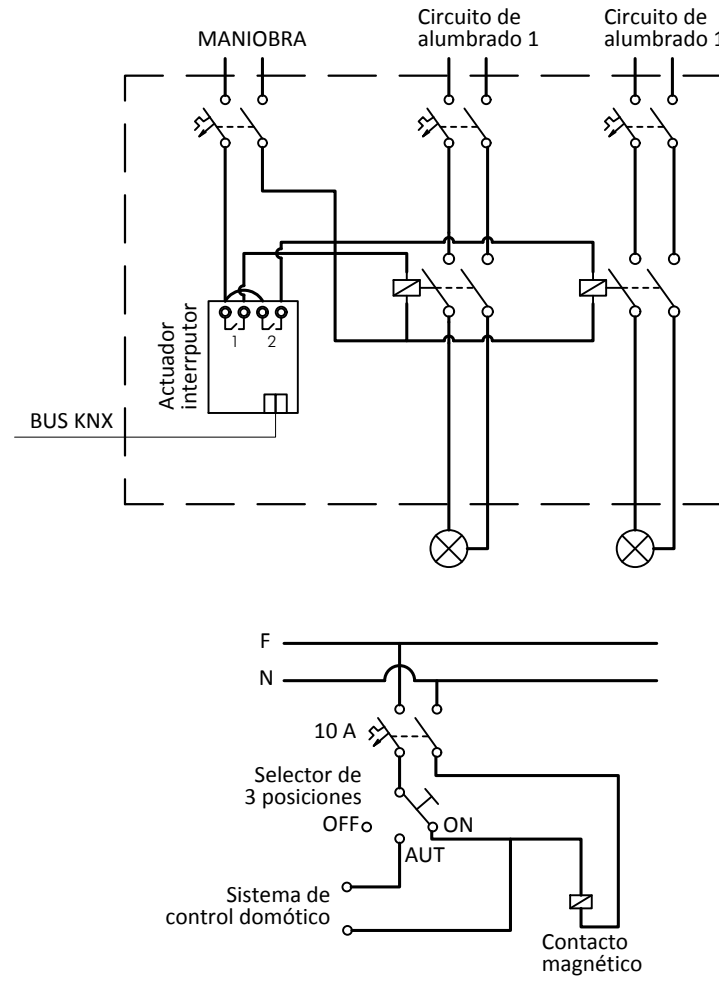 MANIOBRA
Circuito de
alumbrado 1
Circuito de
alumbrado 1
1
2
Actuador
interrputor
BUS KNX
F
N
10 A
Selector de
3 posiciones
OFF
ON
AUT
Sistema de
control domótico
Contacto
magnético